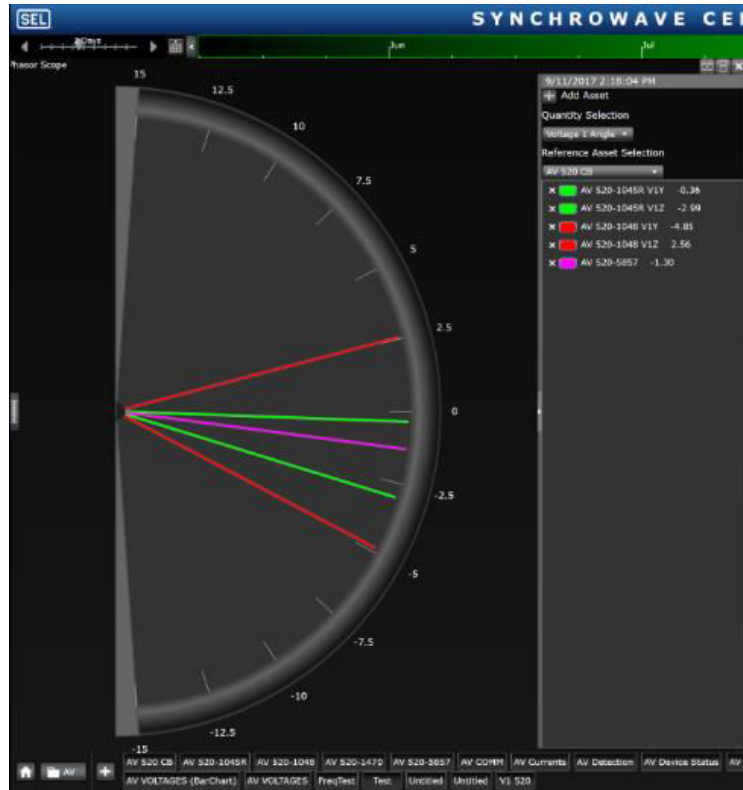 SEL
SYNCHROWAVE CE
Days
Jun
Jul
Phasor Scope
15
12.5
10
7.5
5
2.5
0
-2.5
-5
-7.5
-10
-12.5
-15
9/11/2017 2:18:04 PM
Add Asset
Quantity Selection
Voltage 1 Angle
Reference Asset Selection
AV 520 CB
AV 520-1045R V1Y -0.36
AV 520-1045R V1Z -2.99
AV 520-1048 V1Y -4.85
AV 520-1048 V1Z 2.56
AV 520-5857 -1.30
AV
AV 520 CB AV 520-1045R AV 520-1048 AV 520-1470 AV 520-5857 AV COMM AV Currents AV Detection AV Device Status AV
AV VOLTAGES (BarChart) AV VOLTAGES FreqTest Test Untitled Untitled V1 520